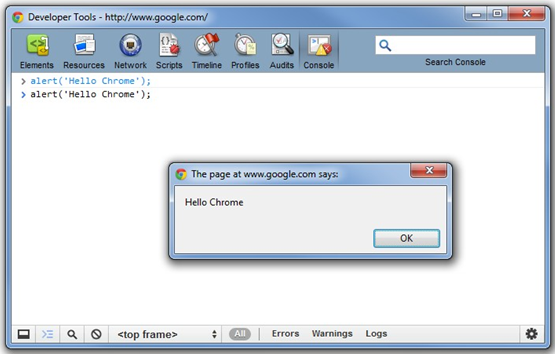 Developer Tools - http://www.google.com/
Elements Resources Network Scripts Timeline Profiles Audits Console
Search Console
> alert('Hello Chrome');
> alert('Hello Chrome');
The page at www.google.com says:
Hello Chrome
OK
<top frame> All Errors Warnings Logs